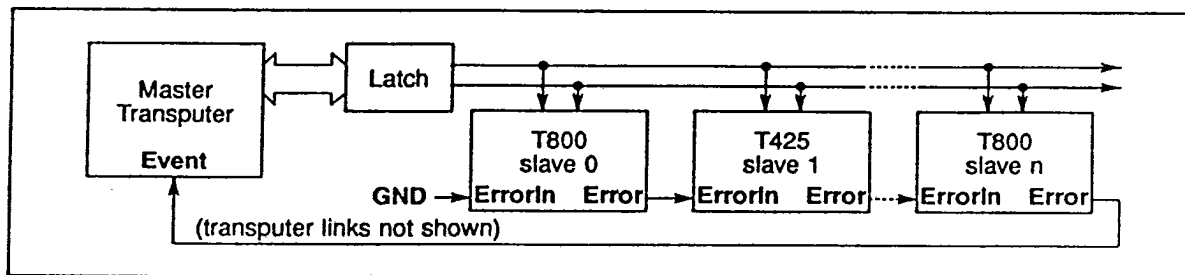 Master
Transputer
Event
Latch
T800
slave 0
ErrorIn Error
T425
slave 1
ErrorIn Error
T800
slave n
ErrorIn Error
GND
(transputer links not shown)